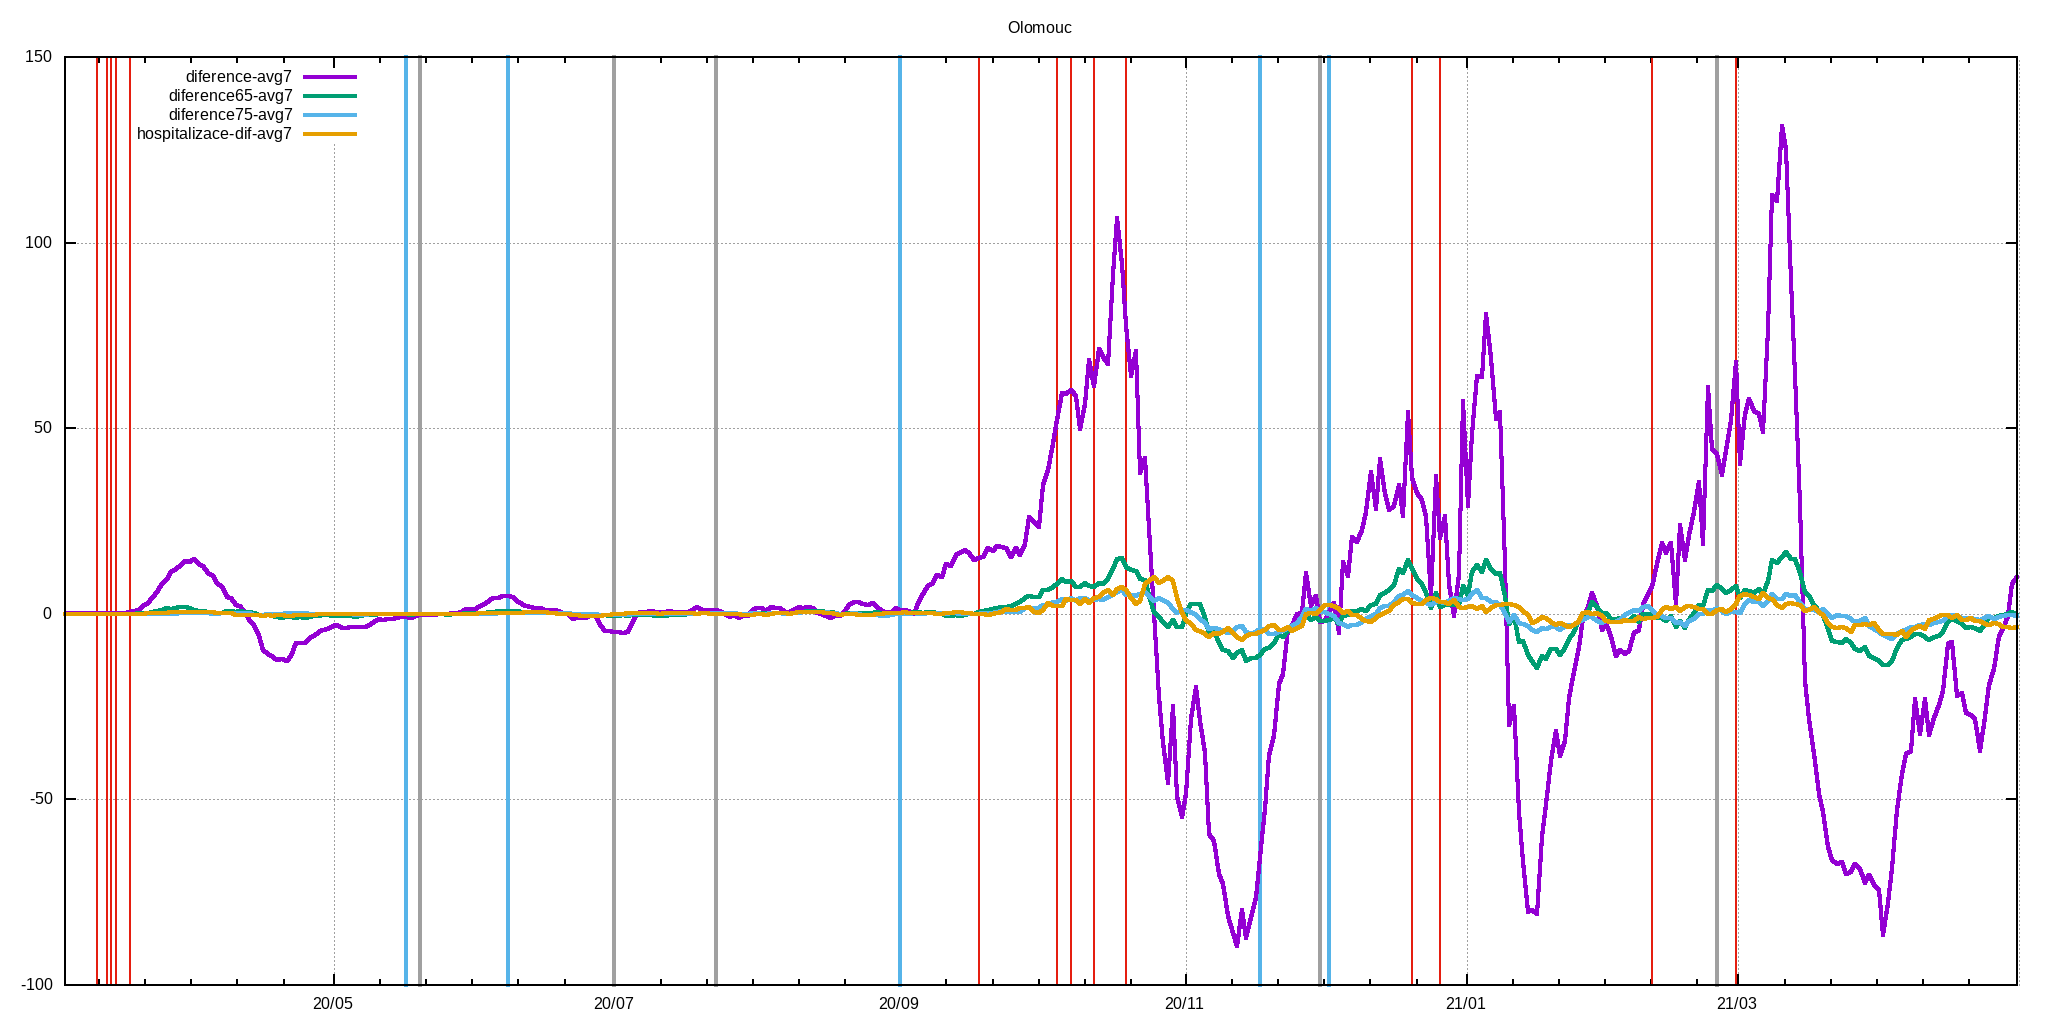 Olomouc
150
diference-avg7
diference65-avg7
diference75-avg7
hospitalizace-dif-avg7
100
50
0
-50
-100
20/05 20/07 20/09 20/11 21/01 21/03